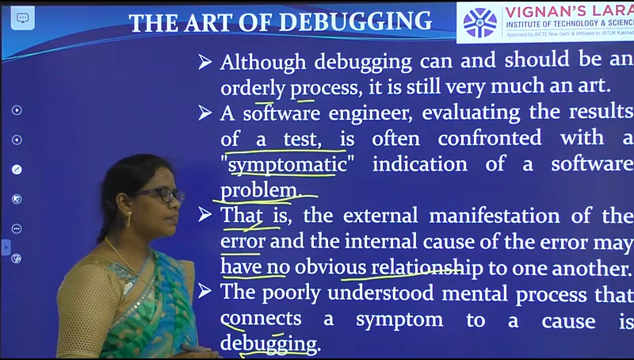 THE ART OF DEBUGGING
VIGNAN'S LARA
INSTITUTE OF TECHNOLOGY & SCIENCE
Approved by AICTE New Delhi & Affiliated to JNTUK Kakinada
➢ Although debugging can and should be an
orderly process, it is still very much an art.
➢ A software engineer, evaluating the results
of a test, is often confronted with a
"symptomatic" indication of a software
problem.
➢ That is, the external manifestation of the
error and the internal cause of the error may
have no obvious relationship to one another.
➢ The poorly understood mental process that
connects a symptom to a cause is
debugging.